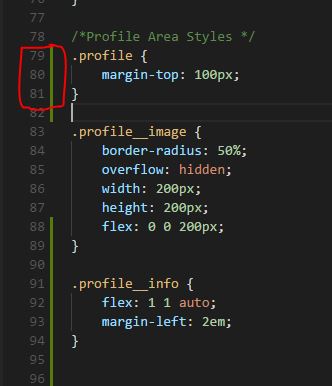 76
77
78 /*Profile Area Styles */
79 .profile {
80 margin-top: 100px;
81 }
82
83 .profile__image {
84 border-radius: 50%;
85 overflow: hidden;
86 width: 200px;
87 height: 200px;
88 flex: 0 0 200px;
89 }
90
91 .profile__info {
92 flex: 1 1 auto;
93 margin-left: 2em;
94 }
95
96